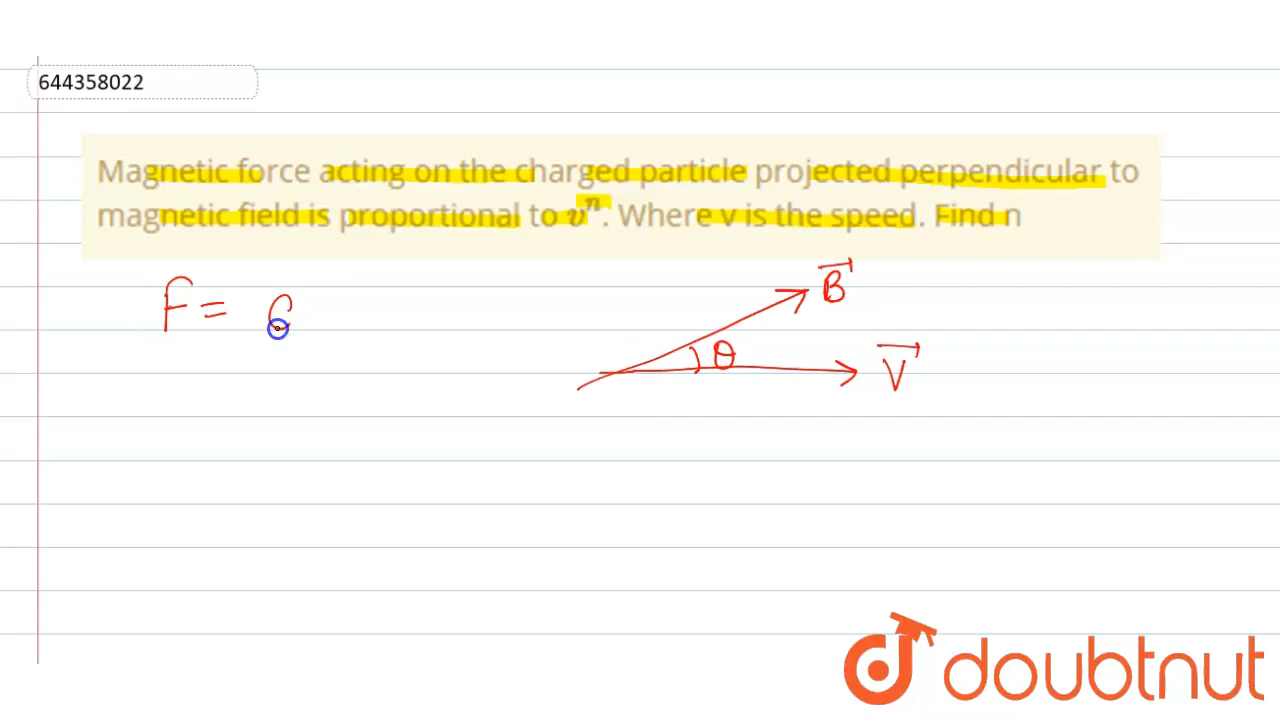 644358022
Magnetic force acting on the charged particle projected perpendicular to
magnetic field is proportional to vⁿ. Where v is the speed. Find n
F =
B⃗
θ
V⃗
doubtnut